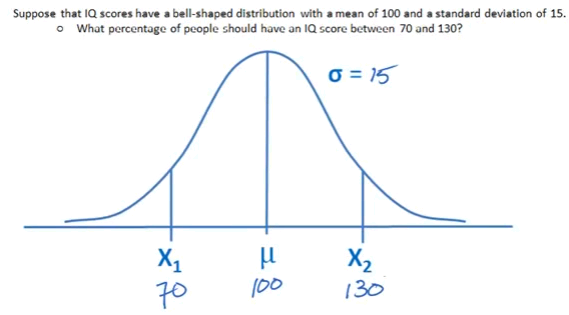 Suppose that IQ scores have a bell-shaped distribution with a mean of 100 and a standard deviation of 15.
○ What percentage of people should have an IQ score between 70 and 130?
σ = 15
X₁ μ X₂
70 100 130